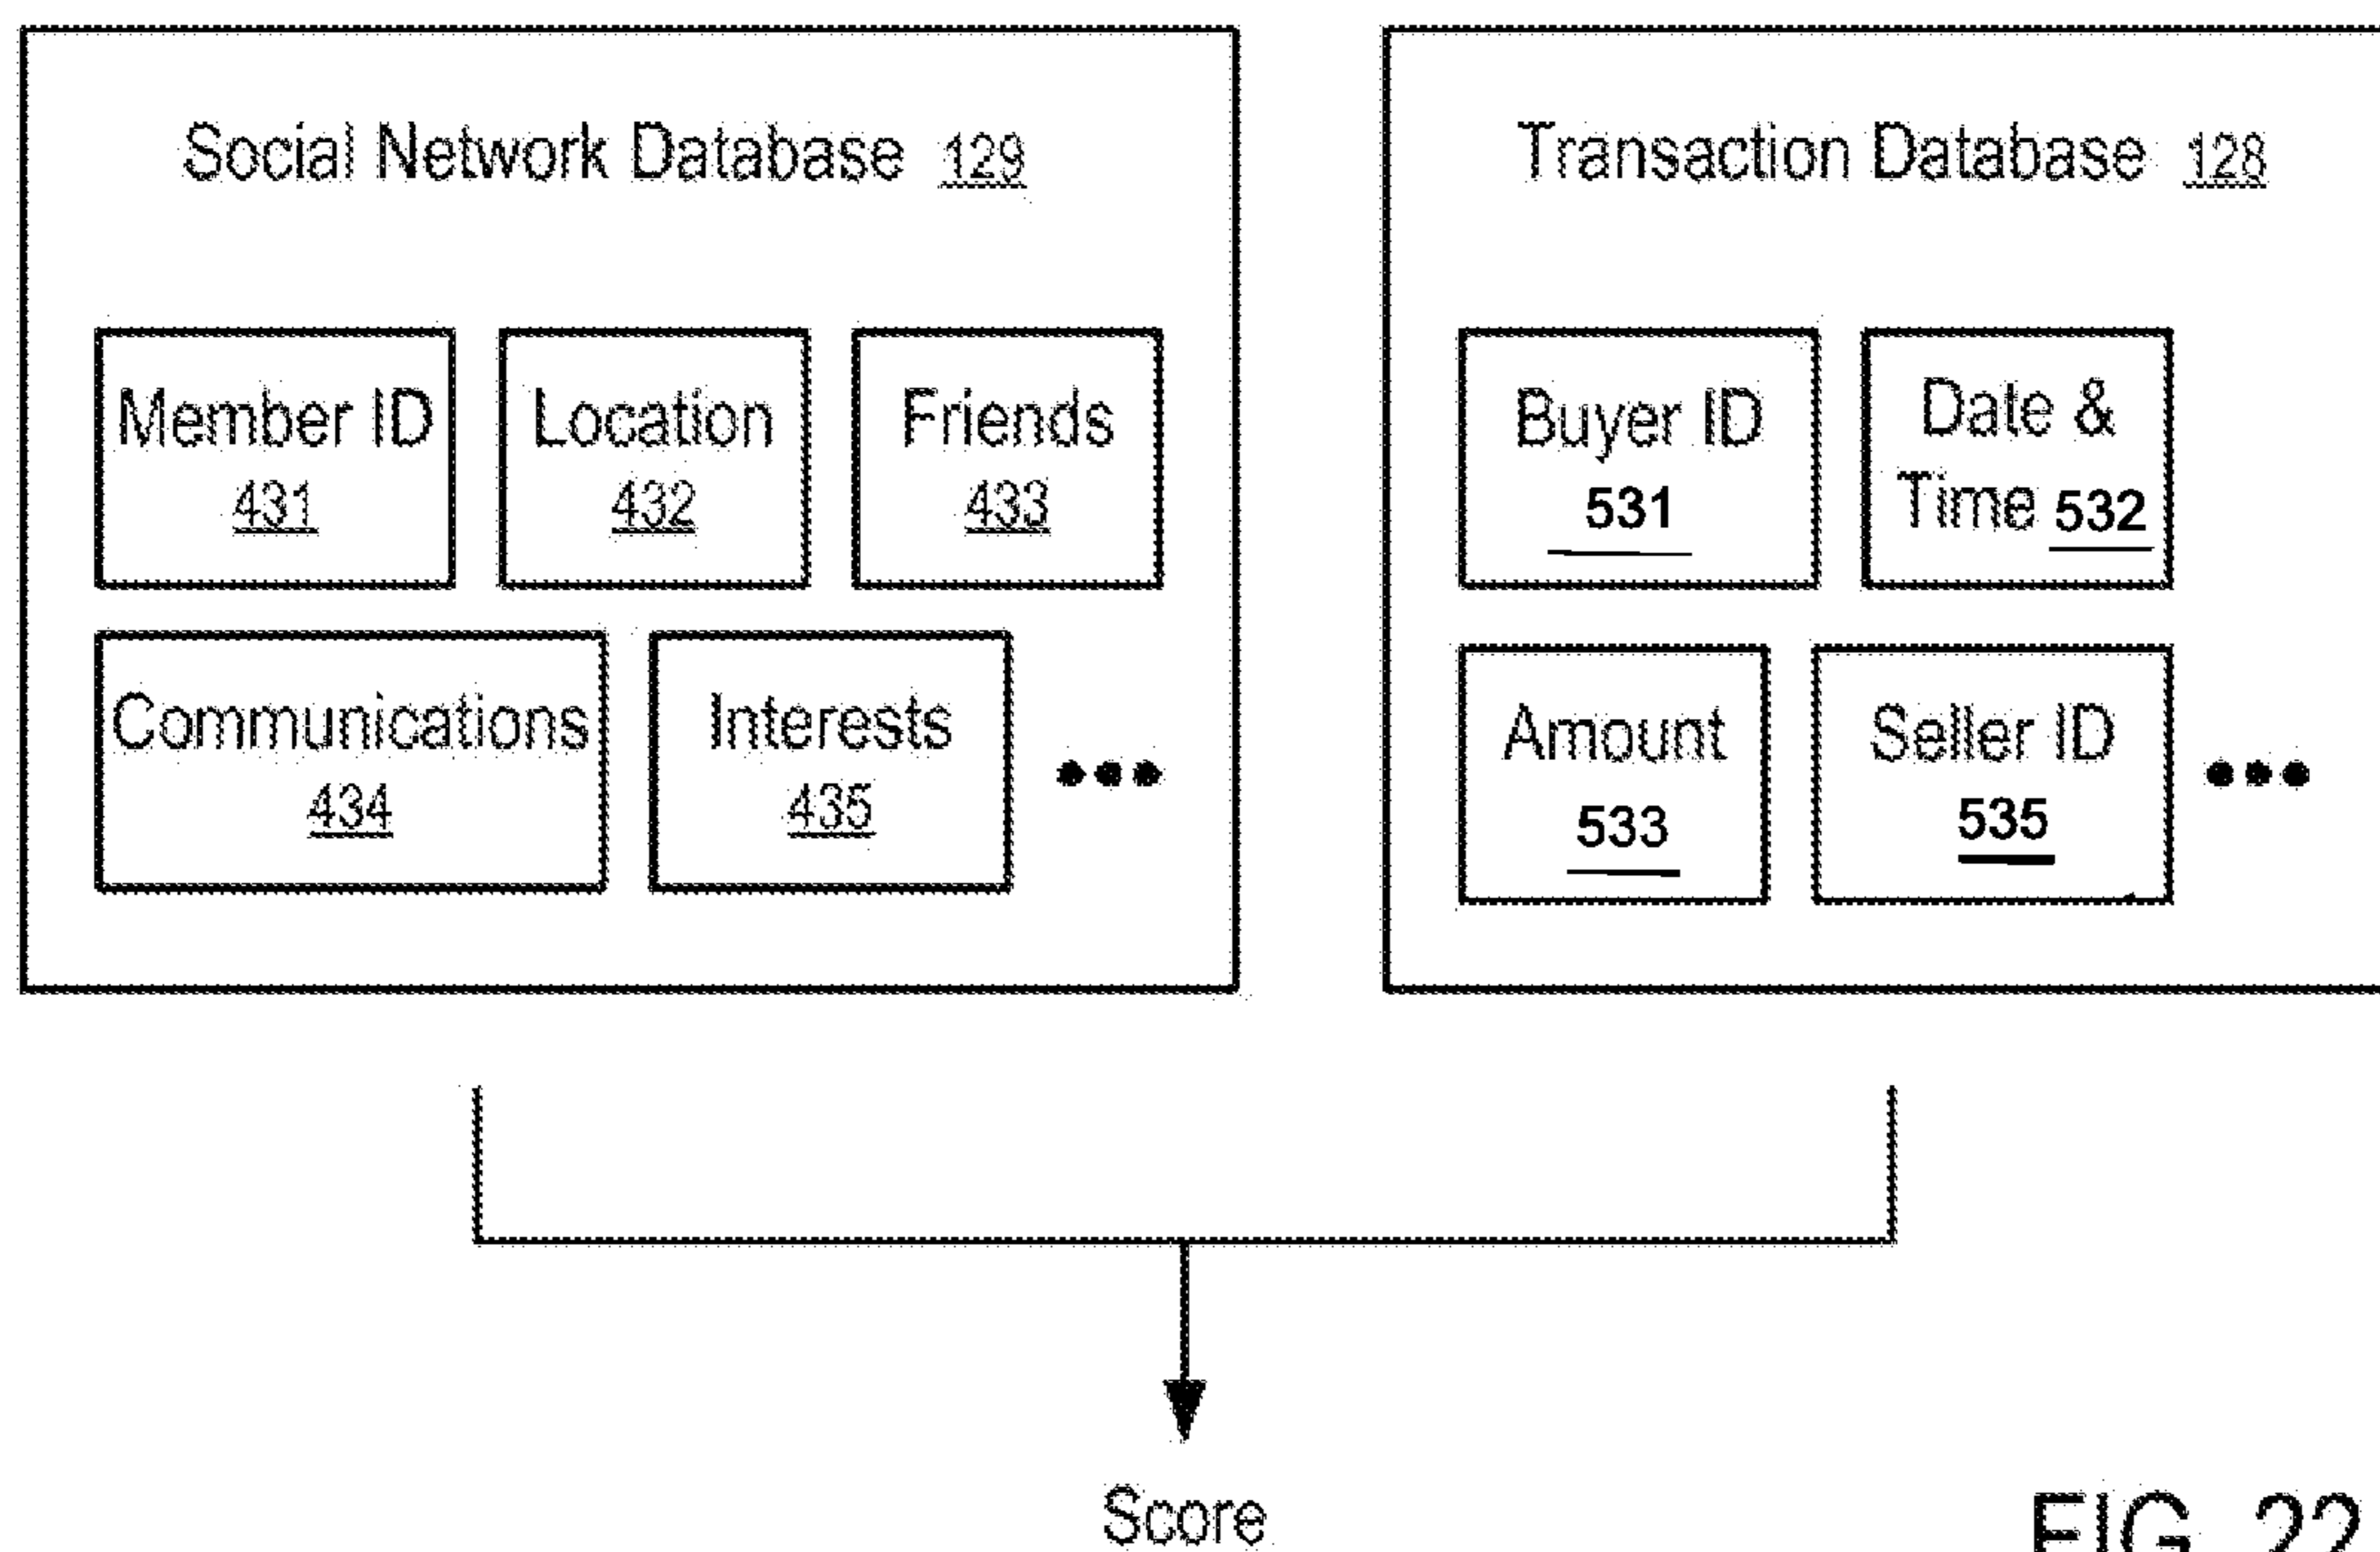 Social Network Database 129
Transaction Database 128
Member ID
431
Location
432
Friends
433
Communications
434
Interests
435
•••
Buyer ID
531
Date &
Time 532
Amount
533
Seller ID
535
•••
Score
FIG. 22